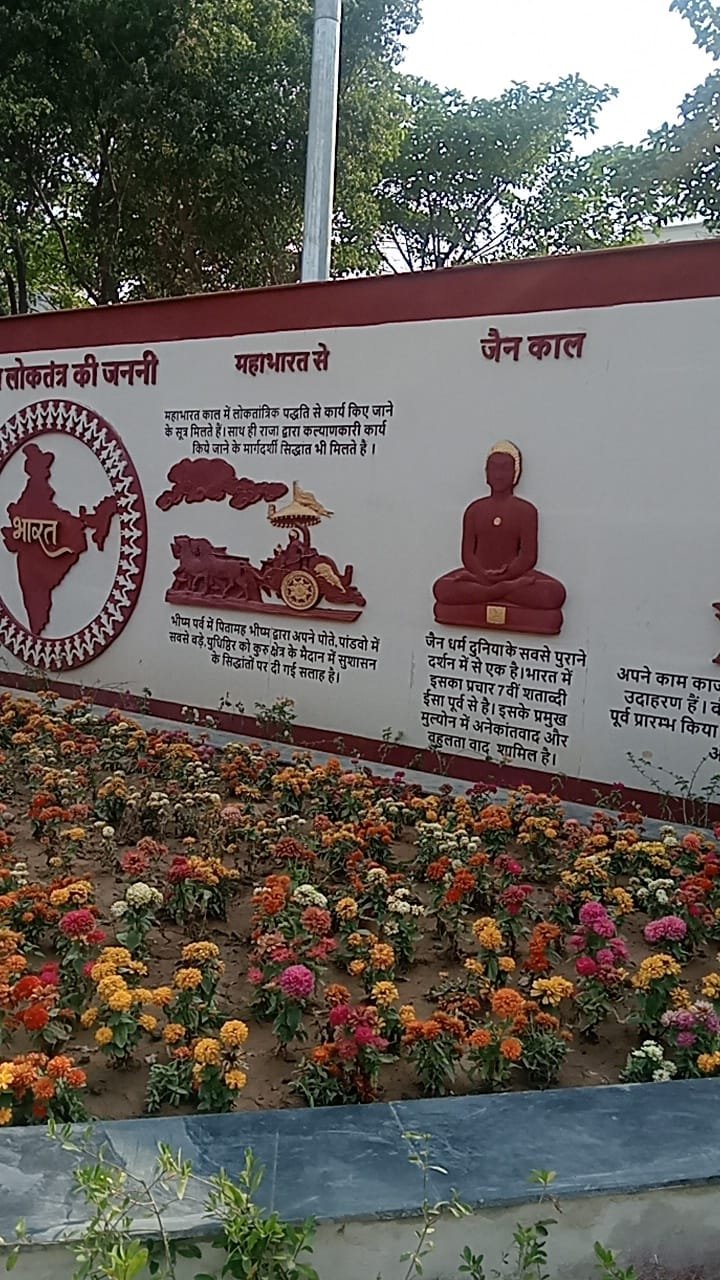 लोकतंत्र की जननी
भारत
महाभारत से
महाभारत काल में लोकतांत्रिक पद्धति से कार्य किए जाने
के सूत्र मिलते हैं। साथ ही राजा द्वारा कल्याणकारी कार्य
किये जाने के मार्गदर्शी सिद्धात भी मिलते है ।
भीष्म पर्व में पितामह भीष्म द्वारा अपने पोते, पांडवो में
सबसे बड़े, युधिष्ठिर को कुरु क्षेत्र के मैदान में सुशासन
के सिद्धांतों पर दी गई सलाह है।
जैन काल
जैन धर्म दुनिया के सबसे पुराने
दर्शन में से एक है। भारत में
इसका प्रचार 7वीं शताब्दी
ईसा पूर्व से है। इसके प्रमुख
मुल्योन में अनेकांतवाद और
वहुलता वाद शामिल है।
अपने काम काज
उदाहरण हैं।
पूर्व प्रारम्भ किया